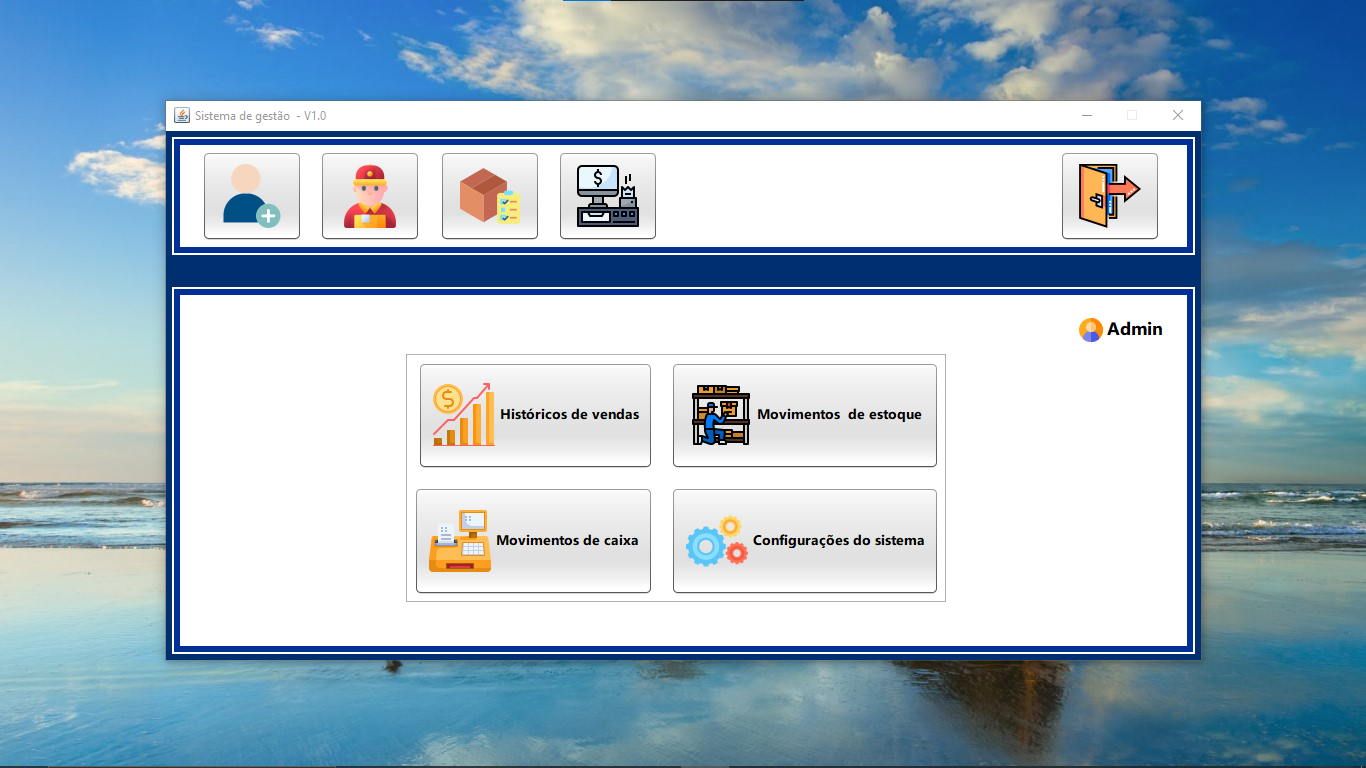 Sistema de gestão  - V1.0
$
Admin
$
Históricos de vendas
Movimentos  de estoque
Movimentos de caixa
Configurações do sistema